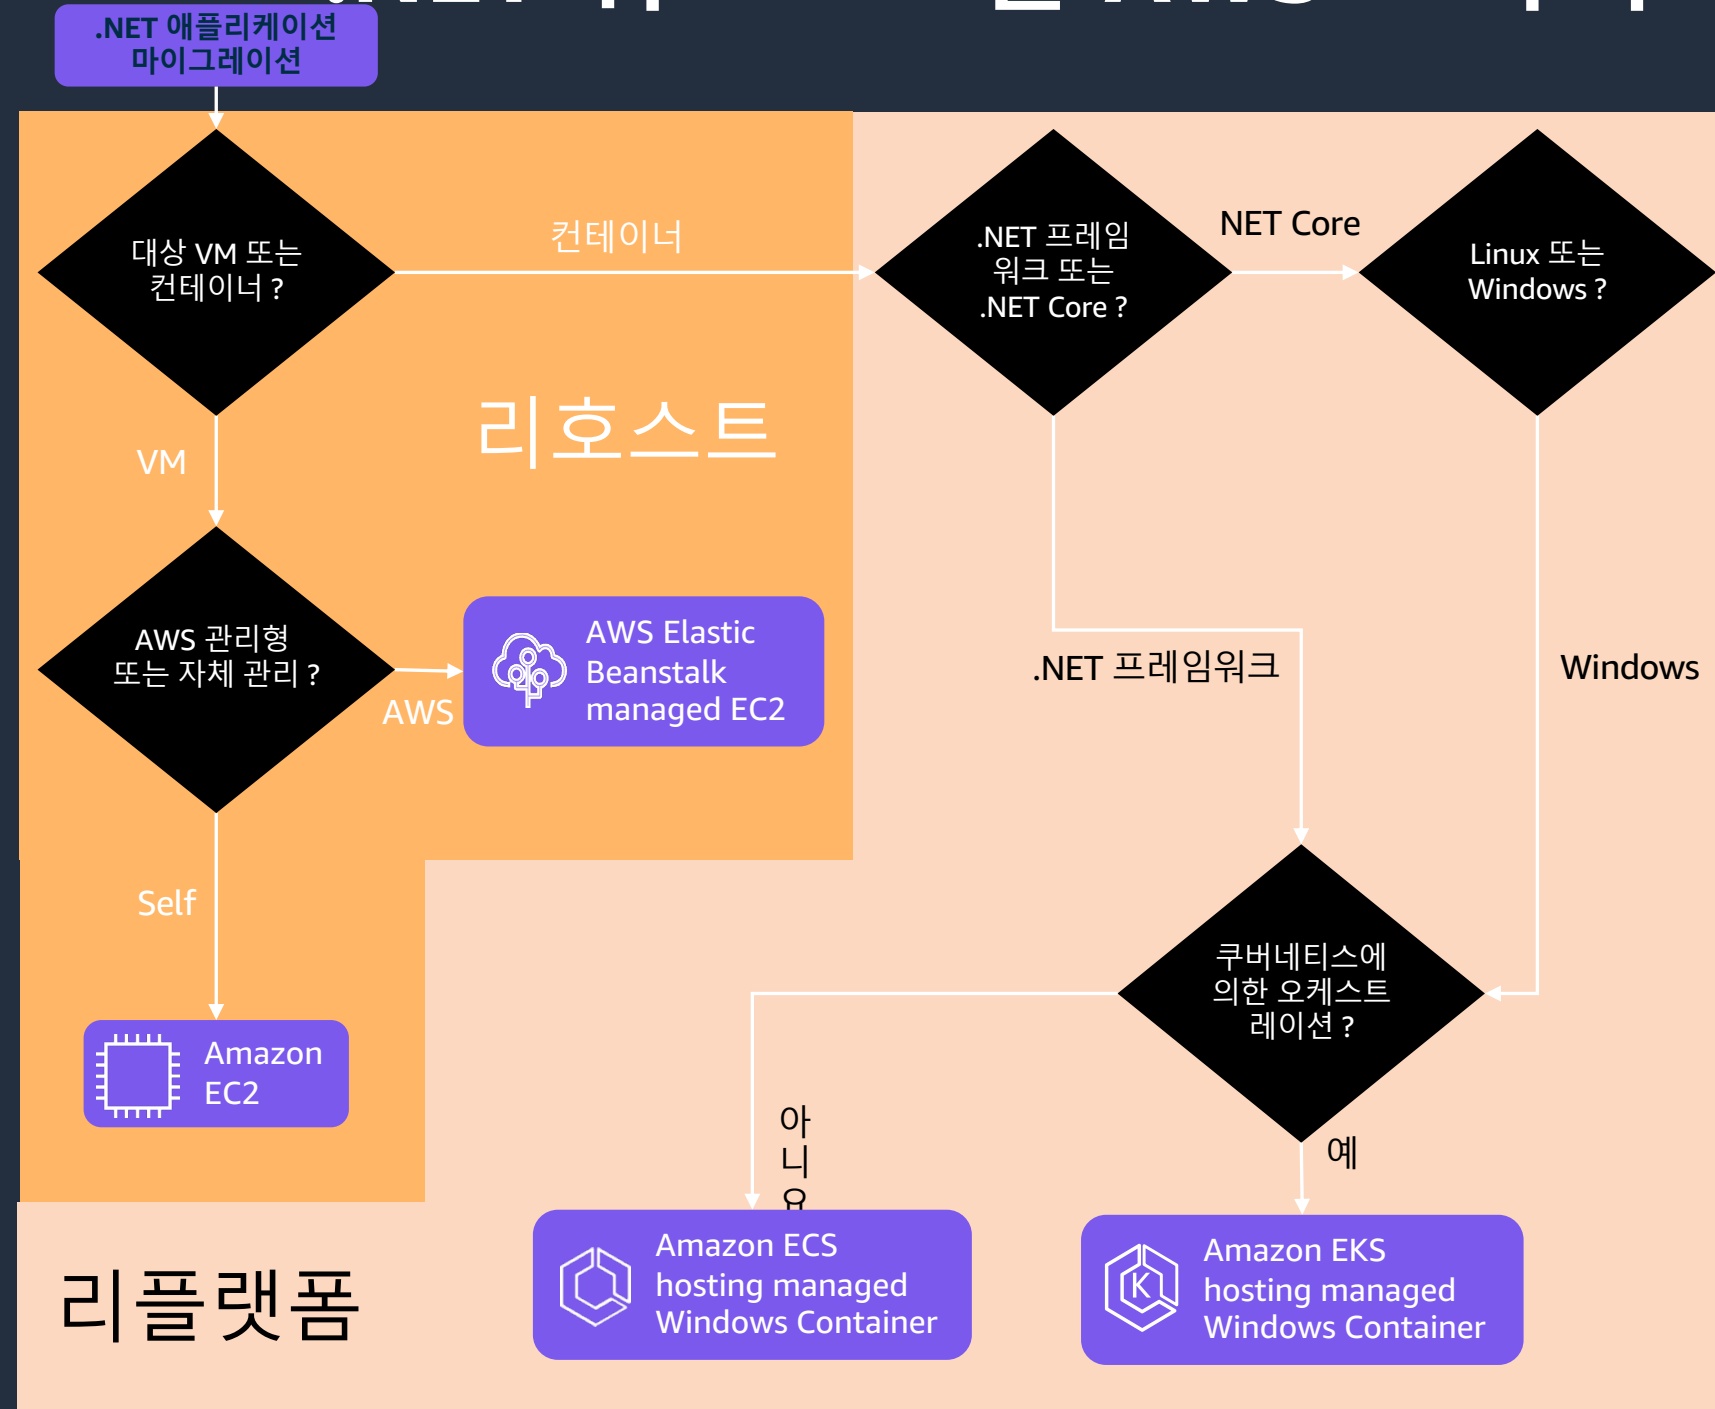 .NET 애플리케이션
마이그레이션
대상 VM 또는
컨테이너 ?
컨테이너
.NET 프레임
워크 또는
.NET Core ?
NET Core
Linux 또는
Windows ?
리호스트
VM
AWS 관리형
또는 자체 관리 ?
AWS
AWS Elastic
Beanstalk
managed EC2
.NET 프레임워크
Windows
Self
쿠버네티스에
의한 오케스트
레이션 ?
Amazon
EC2
아
니
요
예
리플랫폼
Amazon ECS
hosting managed
Windows Container
K
Amazon EKS
hosting managed
Windows Container